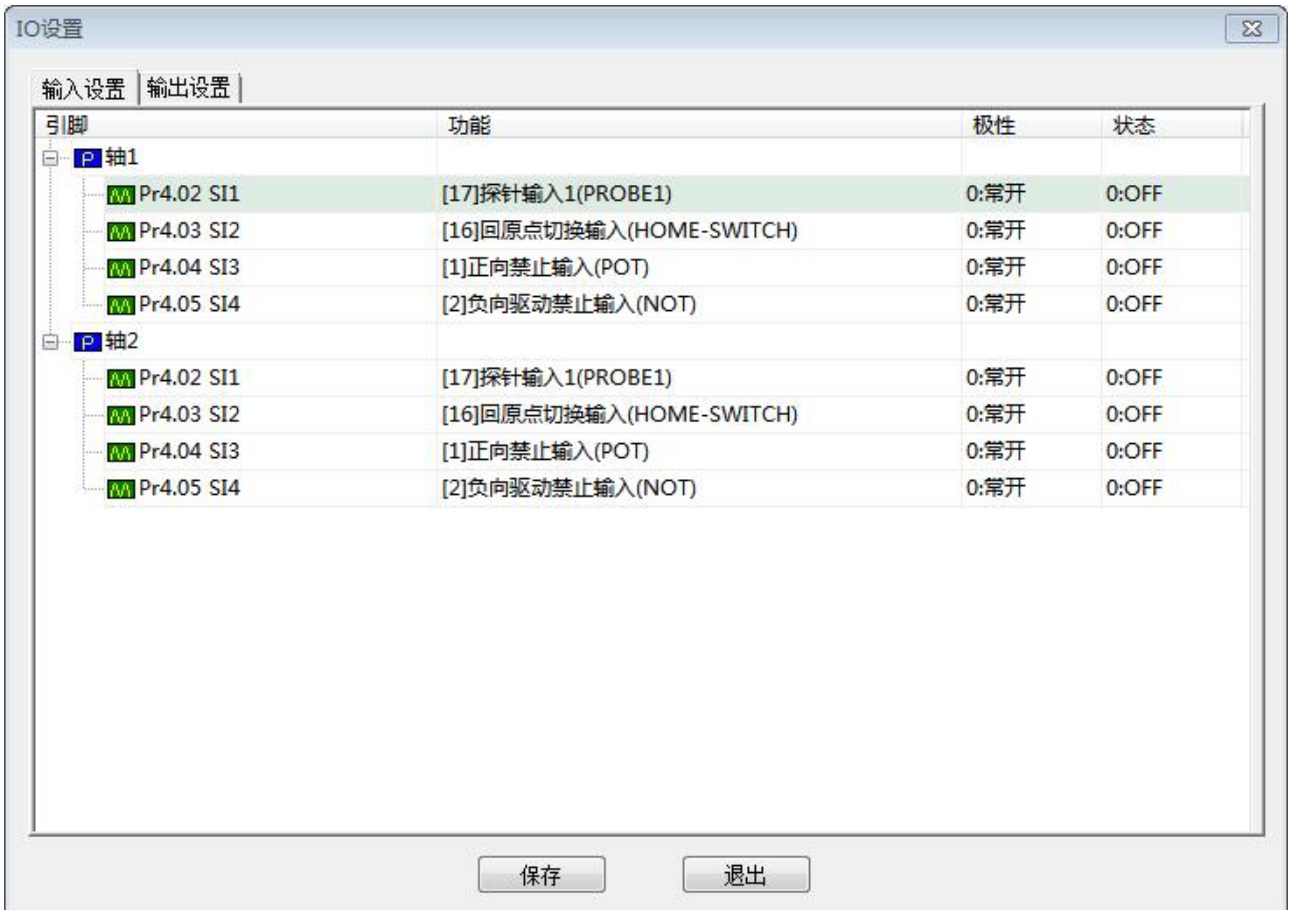 IO设置
输入设置 输出设置
引脚 功能 极性 状态
轴1
Pr4.02 SI1 [17]探针输入1(PROBE1) 0:常开 0:OFF
Pr4.03 SI2 [16]回原点切换输入(HOME-SWITCH) 0:常开 0:OFF
Pr4.04 SI3 [1]正向禁止输入(POT) 0:常开 0:OFF
Pr4.05 SI4 [2]负向驱动禁止输入(NOT) 0:常开 0:OFF
轴2
Pr4.02 SI1 [17]探针输入1(PROBE1) 0:常开 0:OFF
Pr4.03 SI2 [16]回原点切换输入(HOME-SWITCH) 0:常开 0:OFF
Pr4.04 SI3 [1]正向禁止输入(POT) 0:常开 0:OFF
Pr4.05 SI4 [2]负向驱动禁止输入(NOT) 0:常开 0:OFF
保存 退出